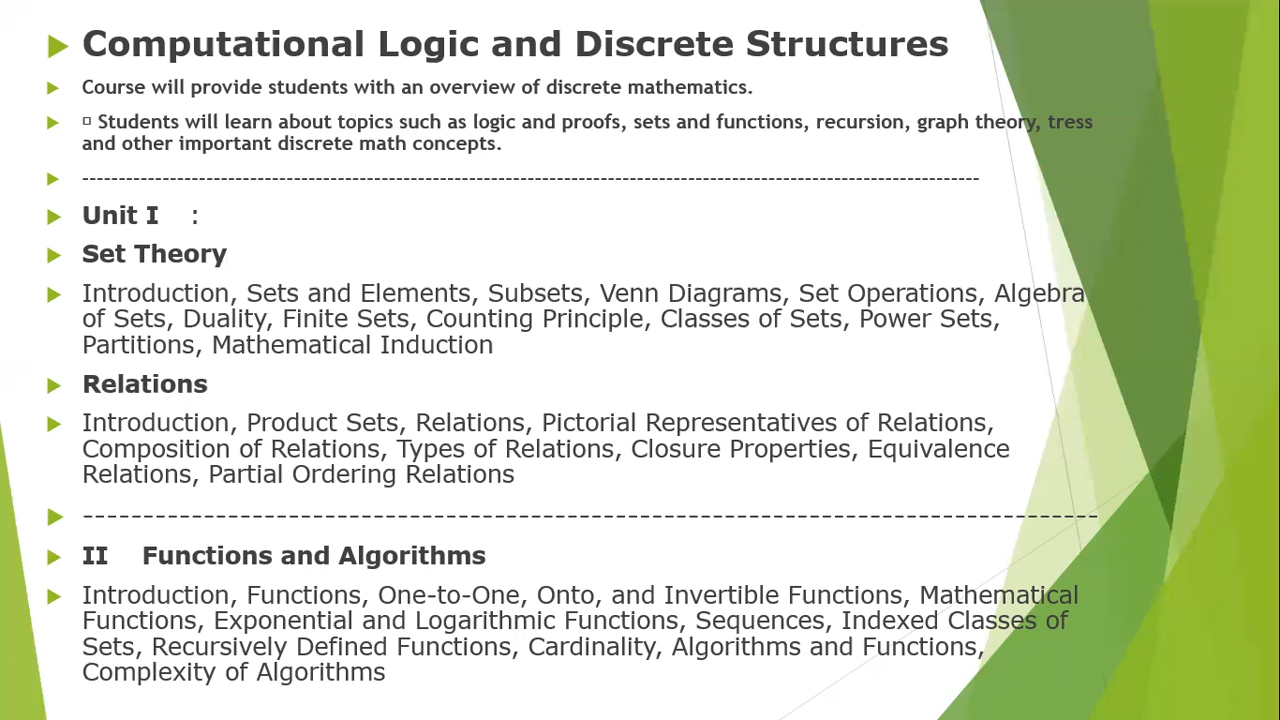 Computational Logic and Discrete Structures
Course will provide students with an overview of discrete mathematics.
Students will learn about topics such as logic and proofs, sets and functions, recursion, graph theory, tress
and other important discrete math concepts.
---------------------------------------------------------------------------------------------------------------------------
Unit I :
Set Theory
Introduction, Sets and Elements, Subsets, Venn Diagrams, Set Operations, Algebra
of Sets, Duality, Finite Sets, Counting Principle, Classes of Sets, Power Sets,
Partitions, Mathematical Induction
Relations
Introduction, Product Sets, Relations, Pictorial Representatives of Relations,
Composition of Relations, Types of Relations, Closure Properties, Equivalence
Relations, Partial Ordering Relations
------------------------------------------------------------------------------------
II Functions and Algorithms
Introduction, Functions, One-to-One, Onto, and Invertible Functions, Mathematical
Functions, Exponential and Logarithmic Functions, Sequences, Indexed Classes of
Sets, Recursively Defined Functions, Cardinality, Algorithms and Functions,
Complexity of Algorithms